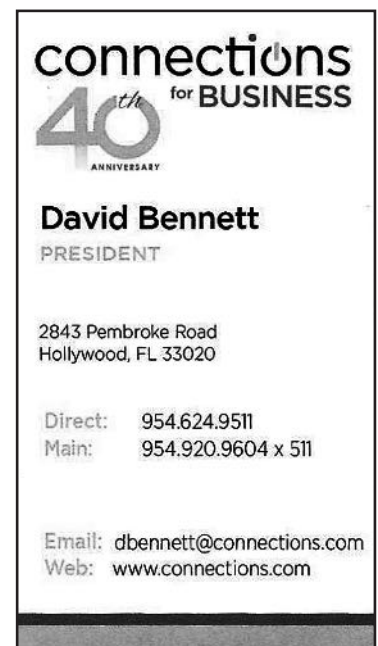 connections
for BUSINESS
40th
ANNIVERSARY
David Bennett
PRESIDENT
2843 Pembroke Road
Hollywood, FL 33020
Direct: 954.624.9511
Main: 954.920.9604 x 511
Email: dbennett@connections.com
Web: www.connections.com